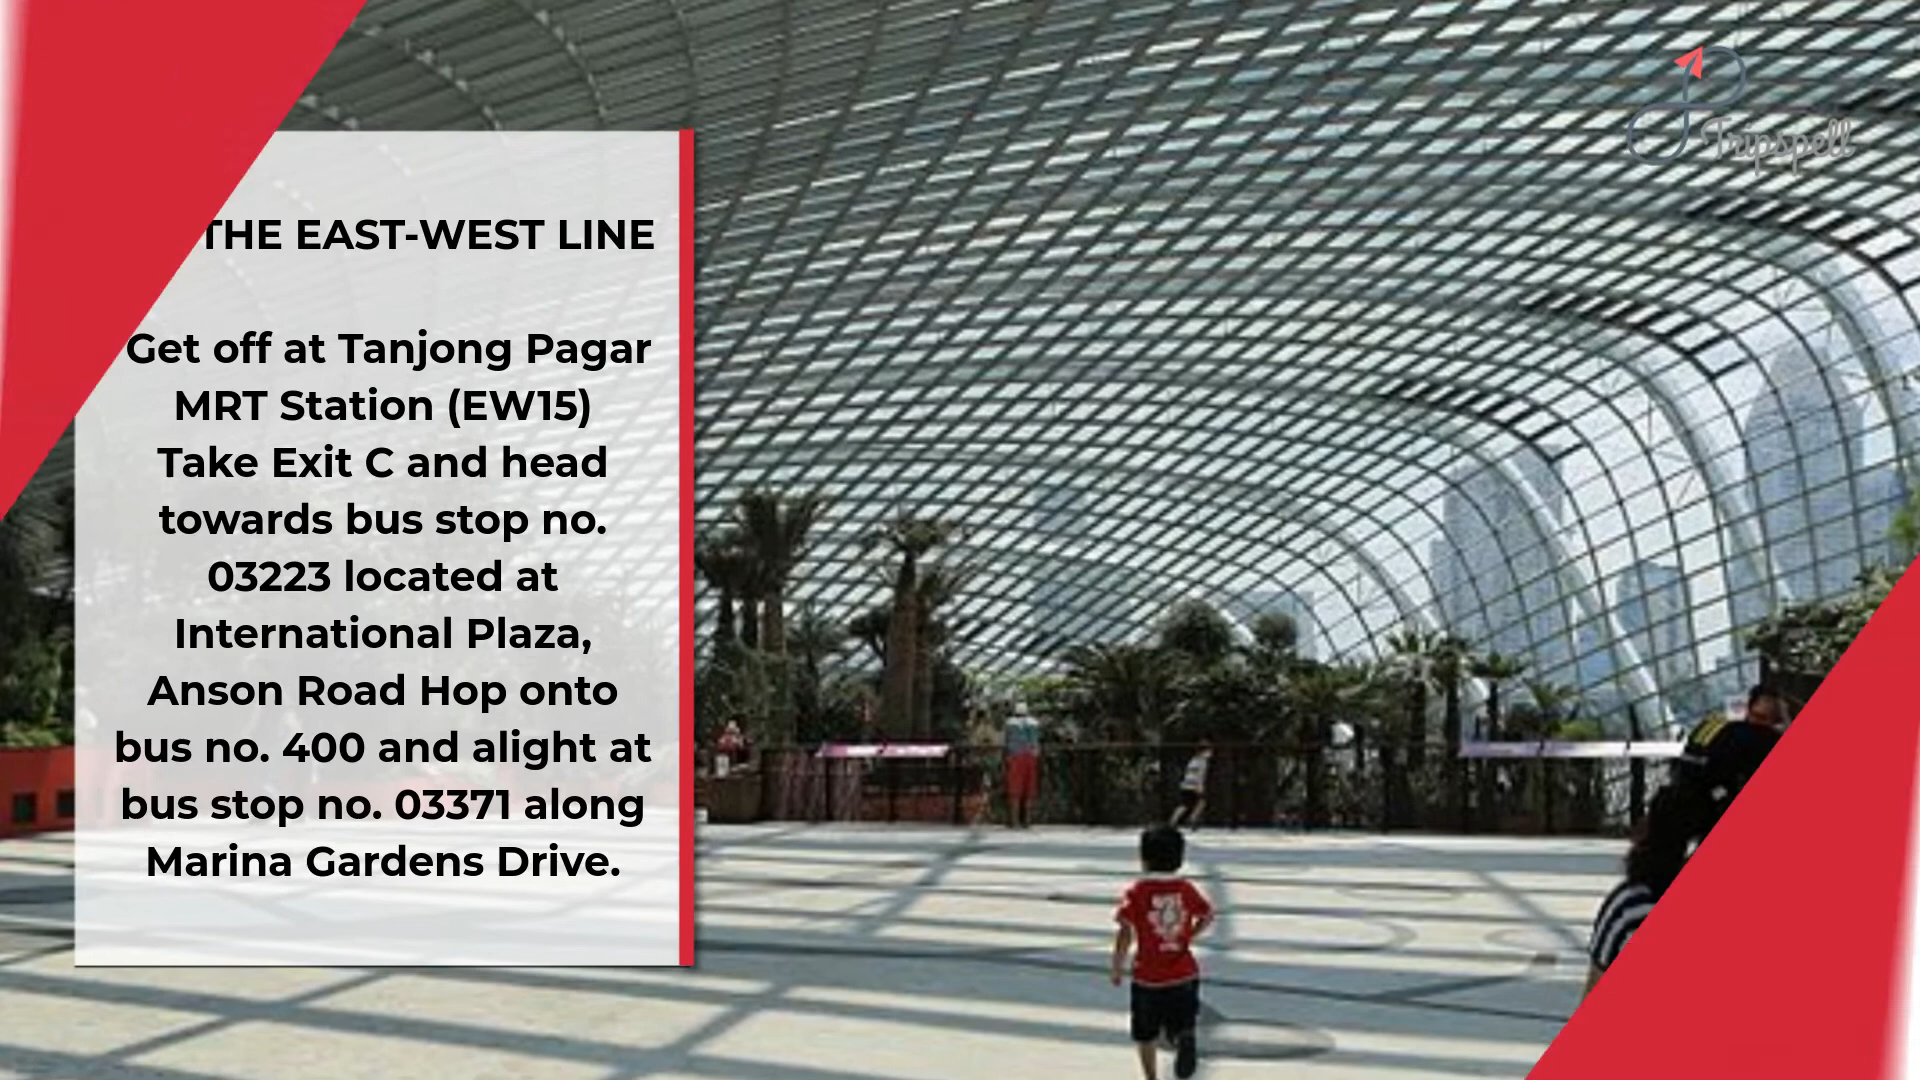 THE EAST-WEST LINE
Get off at Tanjong Pagar
MRT Station (EW15)
Take Exit C and head
towards bus stop no.
03223 located at
International Plaza,
Anson Road Hop onto
bus no. 400 and alight at
bus stop no. 03371 along
Marina Gardens Drive.
Tripspell